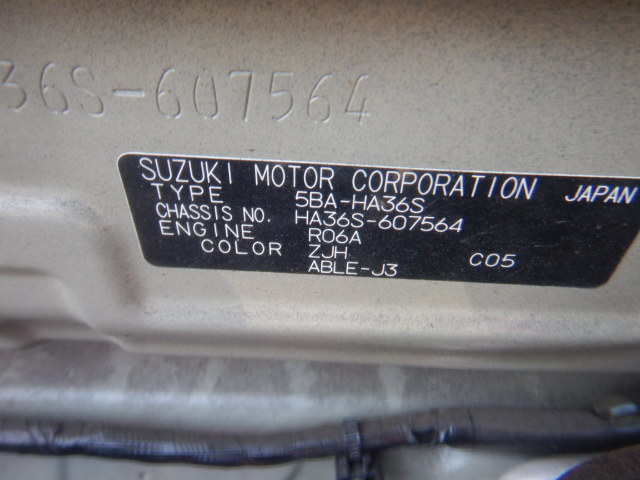 36S-607564
SUZUKI MOTOR CORPORATION JAPAN
TYPE 5BA-HA36S
CHASSIS NO. HA36S-607564
ENGINE R06A
COLOR ZJH
ABLE-J3 C05